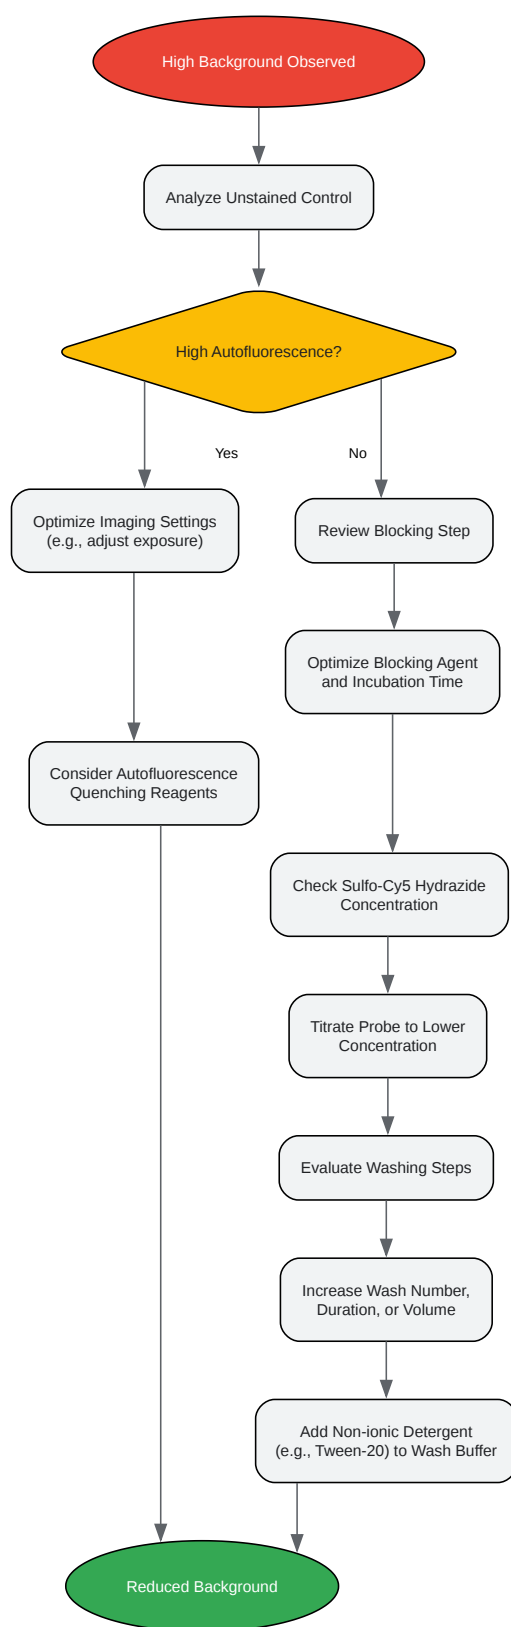 High Background Observed
Analyze Unstained Control
High Autofluorescence?
Yes
No
Optimize Imaging Settings
(e.g., adjust exposure)
Review Blocking Step
Optimize Blocking Agent
and Incubation Time
Consider Autofluorescence
Quenching Reagents
Check Sulfo-Cy5 Hydrazide
Concentration
Titrate Probe to Lower
Concentration
Evaluate Washing Steps
Increase Wash Number,
Duration, or Volume
Add Non-ionic Detergent
(e.g., Tween-20) to Wash Buffer
Reduced Background